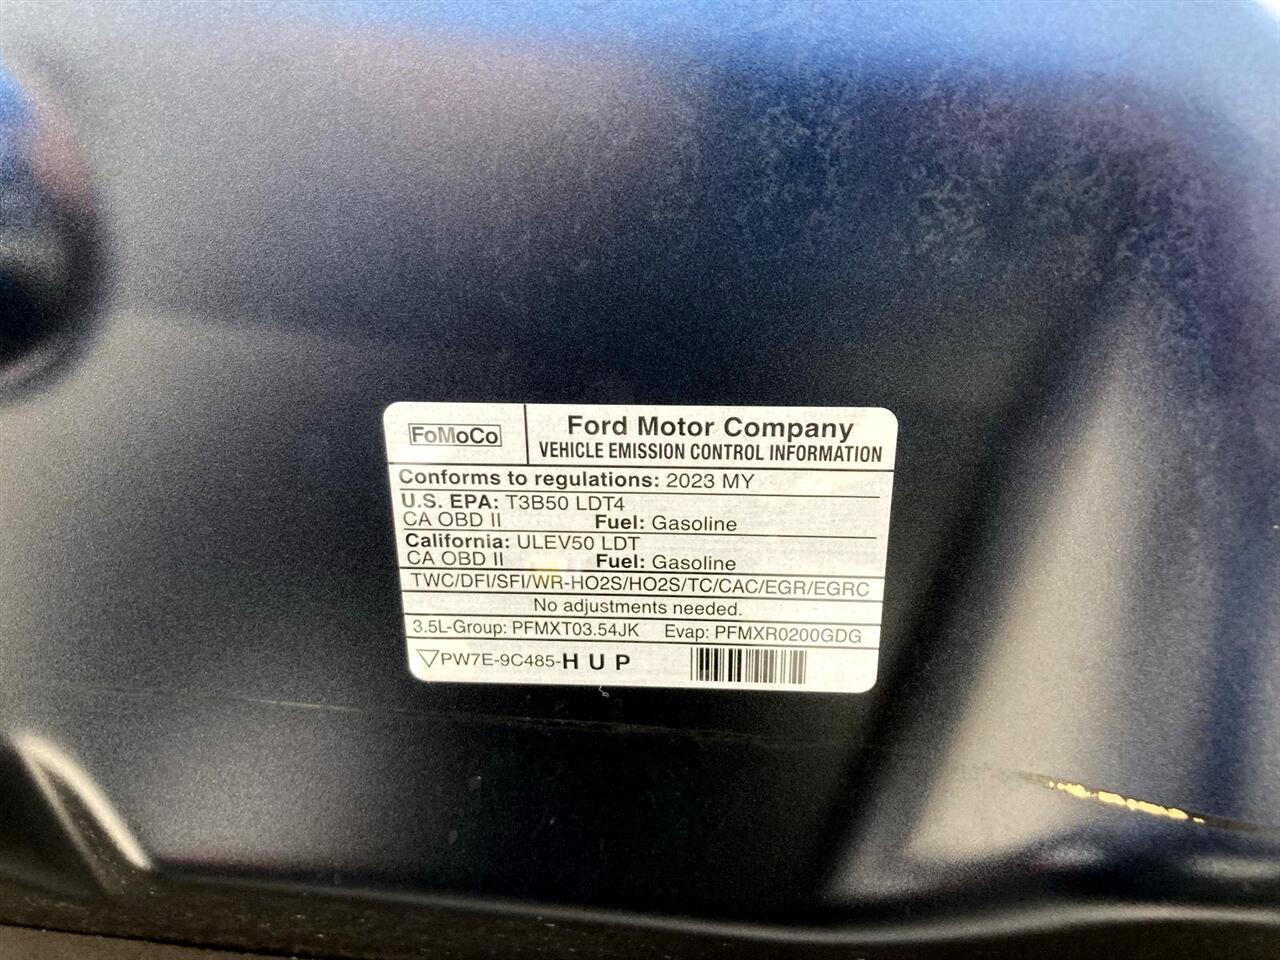 FoMoCo
Ford Motor Company
VEHICLE EMISSION CONTROL INFORMATION
Conforms to regulations: 2023 MY
U.S. EPA: T3B50 LDT4
CA OBD II Fuel: Gasoline
California: ULEV50 LDT
CA OBD II Fuel: Gasoline
TWC/DFI/SFI/WR-HO2S/HO2S/TC/CAC/EGR/EGRC
No adjustments needed.
3.5L-Group: PFMXT03.54JK Evap: PFMXR0200GDG
PW7E-9C485-H U P